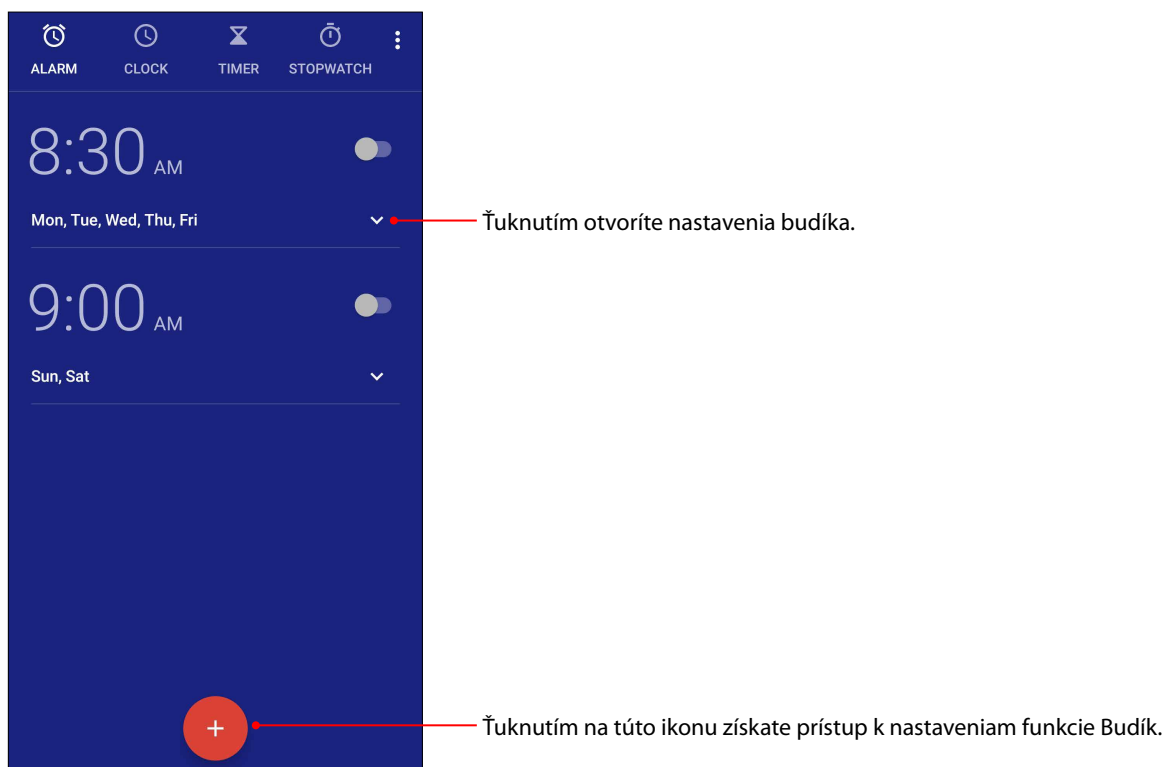 ALARM CLOCK TIMER STOPWATCH
8:30 AM
Mon, Tue, Wed, Thu, Fri
Ťuknutím otvoríte nastavenia budíka.
9:00 AM
Sun, Sat
Ťuknutím na túto ikonu získate prístup k nastaveniam funkcie Budík.